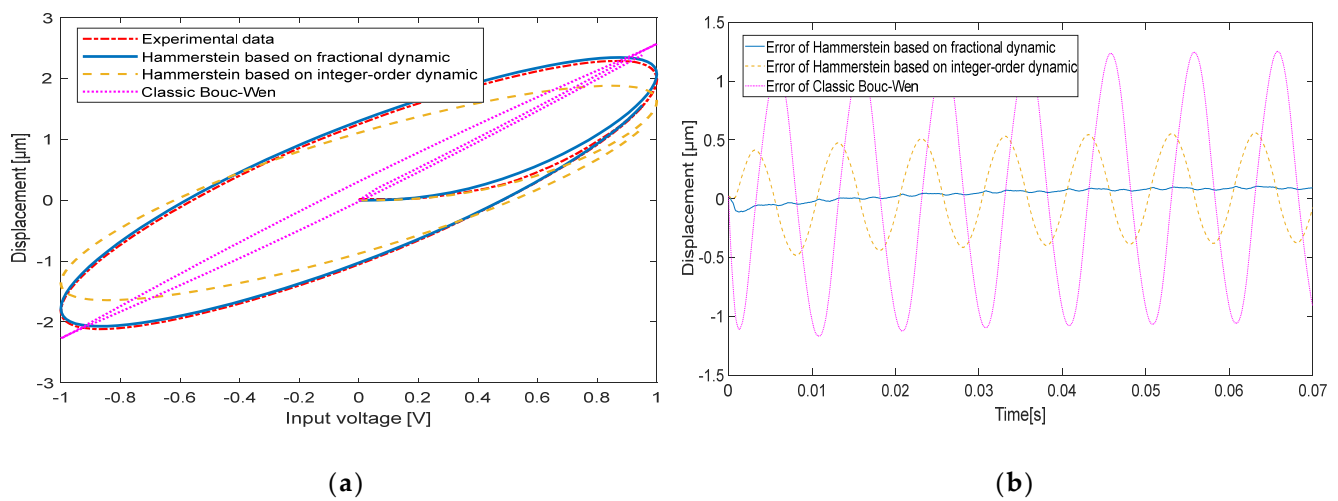 Experimental data
Hammerstein based on fractional dynamic
Hammerstein based on integer-order dynamic
Classic Bouc-Wen
3
2
1
0
-1
-2
-3
Displacement [μm]
-1 -0.8 -0.6 -0.4 -0.2 0 0.2 0.4 0.6 0.8 1
Input voltage [V]
(a)
Error of Hammerstein based on fractional dynamic
Error of Hammerstein based on integer-order dynamic
Error of Classic Bouc-Wen
1.5
1
0.5
0
-0.5
-1
-1.5
Displacement [μm]
0 0.01 0.02 0.03 0.04 0.05 0.06 0.07
Time[s]
(b)